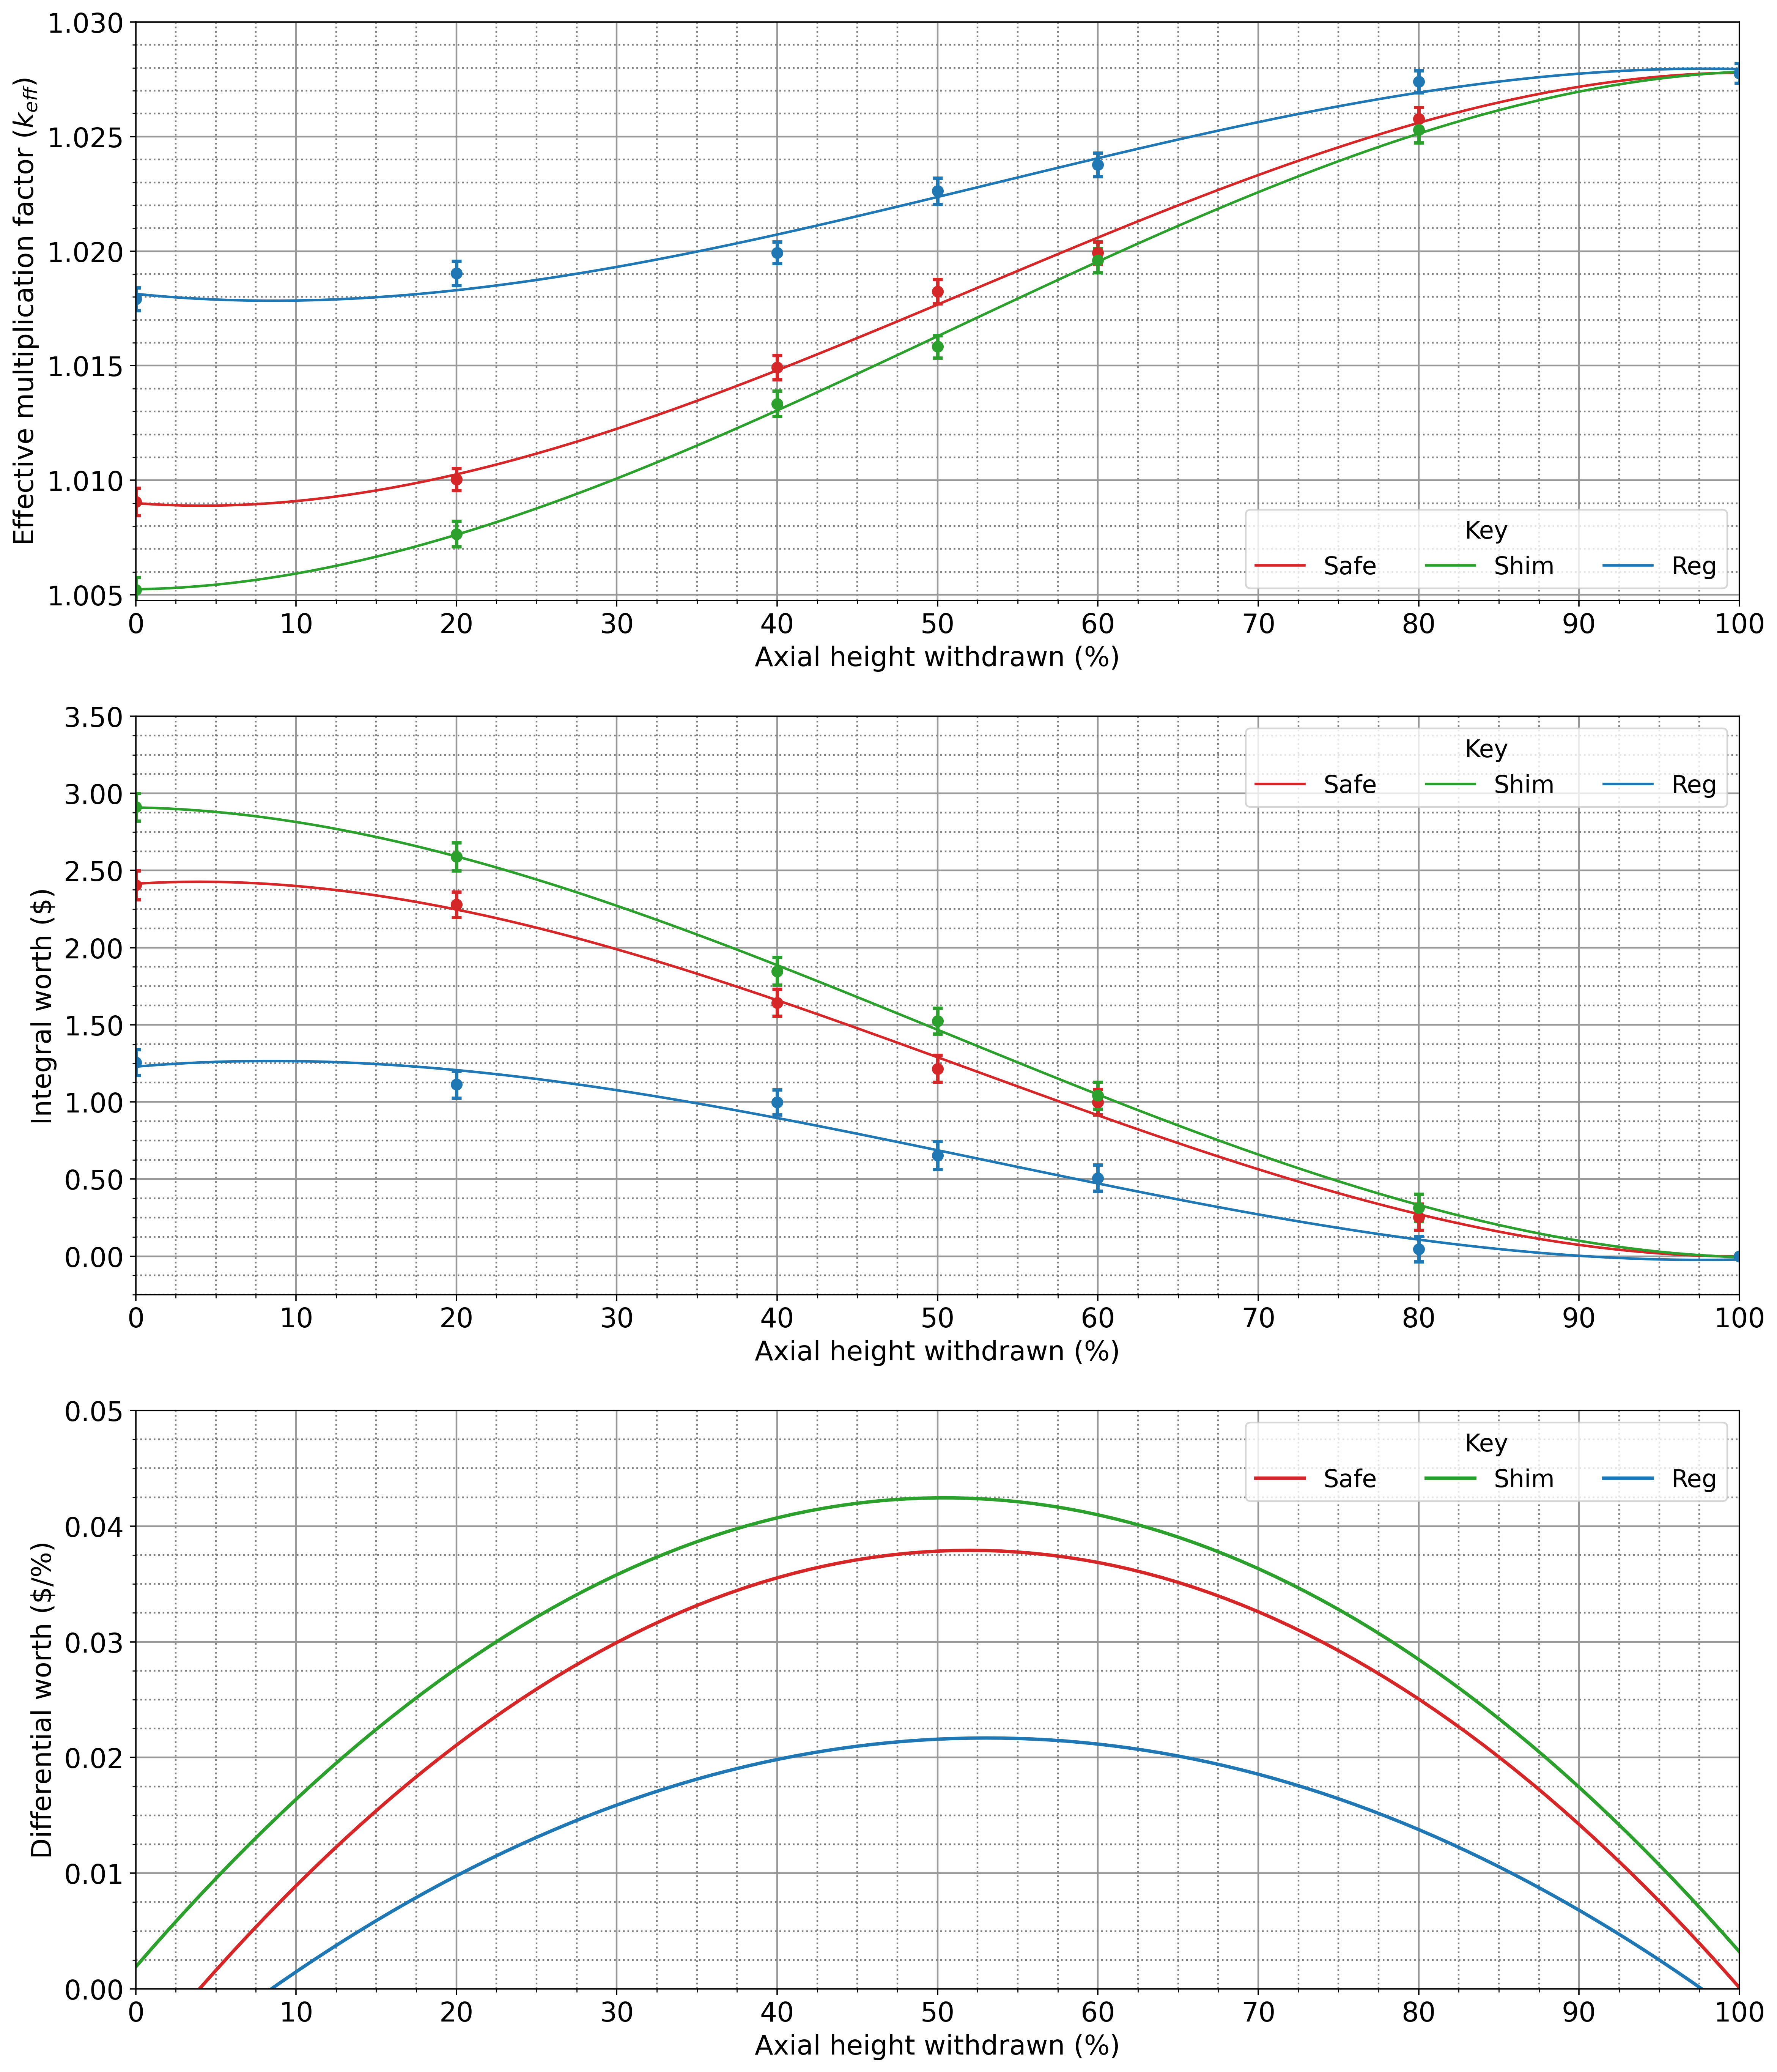 1.030
1.025
1.020
1.015
1.010
1.005
Effective multiplication factor (k_eff)
Key
Safe Shim Reg
0 10 20 30 40 50 60 70 80 90 100
Axial height withdrawn (%)
3.50
3.00
2.50
2.00
1.50
1.00
0.50
0.00
Integral worth ($)
Key
Safe Shim Reg
0 10 20 30 40 50 60 70 80 90 100
Axial height withdrawn (%)
0.05
0.04
0.03
0.02
0.01
0.00
Differential worth ($/%)
Key
Safe Shim Reg
0 10 20 30 40 50 60 70 80 90 100
Axial height withdrawn (%)